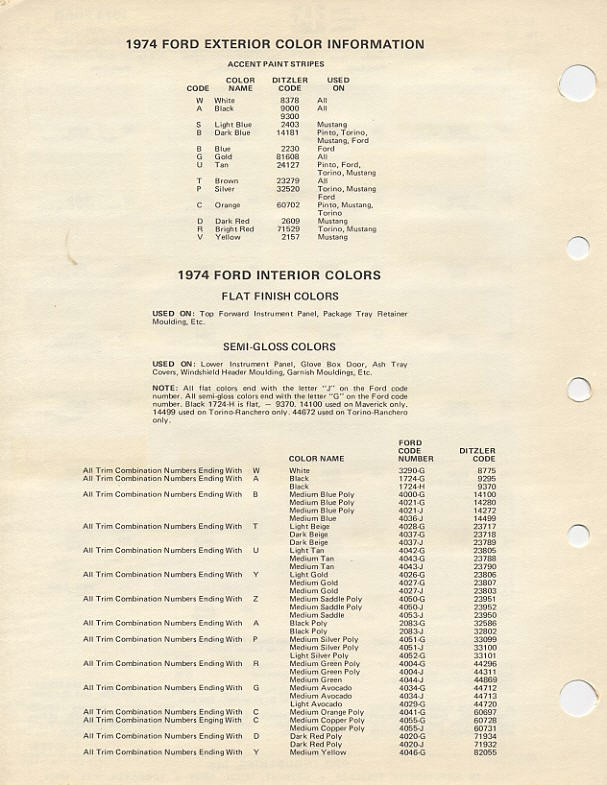 1974 FORD EXTERIOR COLOR INFORMATION
ACCENT PAINT STRIPES
COLOR DITZLER USED
CODE NAME CODE ON
W White 8378 All
A Black 9000 All
9300
S Light Blue 2403 Mustang
B Dark Blue 14181 Pinto, Torino,
Mustang, Ford
B Blue 2230 Ford
G Gold 81608 All
U Tan 24127 Pinto, Ford,
Torino, Mustang
T Brown 23279 All
P Silver 32520 Torino, Mustang
Ford
C Orange 60702 Pinto, Mustang,
Torino
D Dark Red 2609 Mustang
R Bright Red 71529 Torino, Mustang
V Yellow 2157 Mustang
1974 FORD INTERIOR COLORS
FLAT FINISH COLORS
USED ON: Top Forward Instrument Panel, Package Tray Retainer
Moulding, Etc.
SEMI-GLOSS COLORS
USED ON: Lower Instrument Panel, Glove Box Door, Ash Tray
Covers, Windshield Header Moulding, Garnish Mouldings, Etc.
NOTE: All flat colors end with the letter "J" on the Ford code
number. All semi-gloss colors end with the letter "G" on the Ford code
number. Black 1724-H is flat, — 9370. 14100 used on Maverick only.
14499 used on Torino-Ranchero only. 44672 used on Torino-Ranchero
only.
FORD
CODE DITZLER
COLOR NAME NUMBER CODE
All Trim Combination Numbers Ending With W White 3290-G 8775
All Trim Combination Numbers Ending With A Black 1724-G 9295
Black 1724-H 9370
All Trim Combination Numbers Ending With B Medium Blue Poly 4000-G 14100
Medium Blue Poly 4021-G 14280
Medium Blue Poly 4021-J 14272
Medium Blue 4036-J 14499
All Trim Combination Numbers Ending With T Light Beige 4028-G 23717
Dark Beige 4037-G 23718
Dark Beige 4037-J 23789
All Trim Combination Numbers Ending With U Light Tan 4042-G 23805
Medium Tan 4043-G 23788
Medium Tan 4043-J 23790
All Trim Combination Numbers Ending With Y Light Gold 4026-G 23806
Medium Gold 4027-G 23807
Medium Gold 4027-J 23803
All Trim Combination Numbers Ending With Z Medium Saddle Poly 4050-G 23951
Medium Saddle Poly 4050-J 23952
Medium Saddle 4053-J 23950
All Trim Combination Numbers Ending With A Black Poly 2083-G 32586
Black Poly 2083-J 32802
All Trim Combination Numbers Ending With P Medium Silver Poly 4051-G 33099
Medium Silver Poly 4051-J 33100
Light Silver Poly 4052-G 33101
All Trim Combination Numbers Ending With R Medium Green Poly 4004-G 44296
Medium Green Poly 4004-J 44311
Medium Green 4044-J 44869
All Trim Combination Numbers Ending With G Medium Avocado 4034-G 44712
Medium Avocado 4034-J 44713
Light Avocado 4029-G 44720
All Trim Combination Numbers Ending With C Medium Orange Poly 4041-G 60697
All Trim Combination Numbers Enging With C Medium Copper Poly 4055-G 60728
Medium Copper Poly 4055-J 60731
All Trim Combination Numbers Ending With D Dark Red Poly 4020-G 71934
Dark Red Poly 4020-J 71932
All Trim Combination Numbers Ending With Y Medium Yellow 4046-G 82055